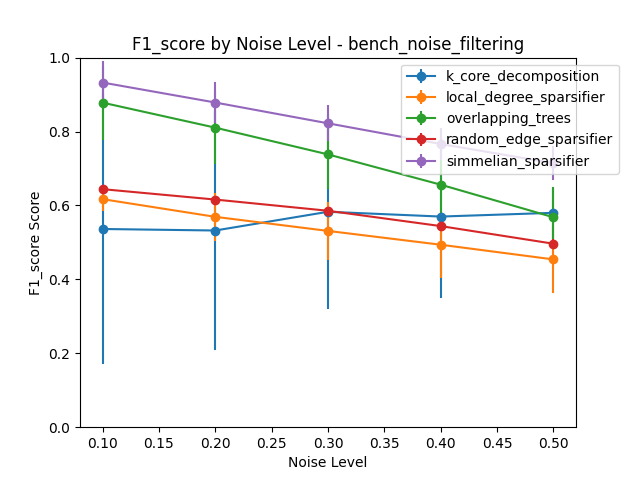 F1_score by Noise Level - bench_noise_filtering
k_core_decomposition
local_degree_sparsifier
overlapping_trees
random_edge_sparsifier
simmelian_sparsifier
F1_score Score
1.0
0.8
0.6
0.4
0.2
0.0
0.10 0.15 0.20 0.25 0.30 0.35 0.40 0.45 0.50
Noise Level